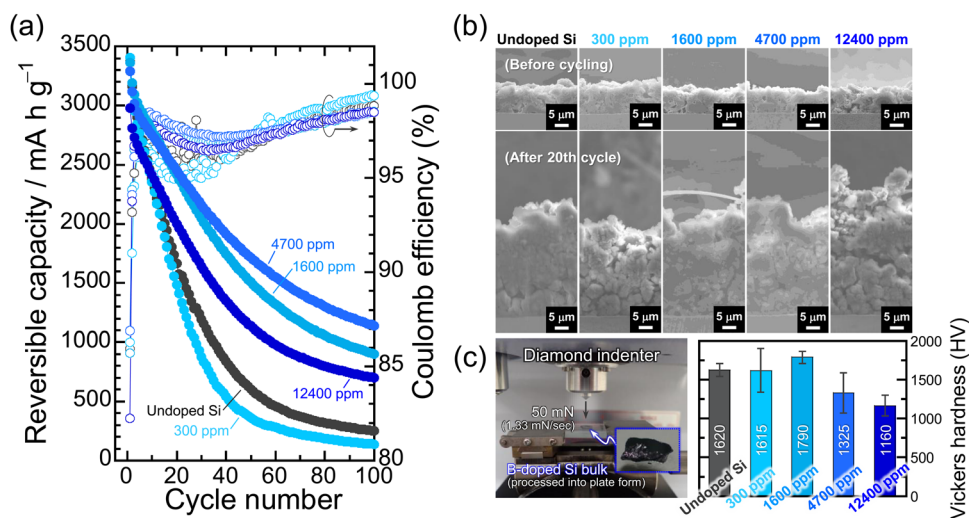 (a)
3500
3000
2500
2000
1500
1000
500
0
Reversible capacity / mA h g⁻¹
0 20 40 60 80 100
Cycle number
100
95
90
85
80
Coulomb efficiency (%)
4700 ppm
1600 ppm
12400 ppm
Undoped Si
300 ppm
(b)
Undoped Si 300 ppm 1600 ppm 4700 ppm 12400 ppm
(Before cycling)
5 μm 5 μm 5 μm 5 μm 5 μm
(After 20th cycle)
5 μm 5 μm 5 μm 5 μm 5 μm
(c)
Diamond indenter
50 mN
(1.33 mN/sec)
B-doped Si bulk
(processed into plate form)
1620 1615 1790 1325 1160
Undoped Si 300 ppm 1600 ppm 4700 ppm 12400 ppm
2000
1500
1000
500
0
Vickers hardness (HV)